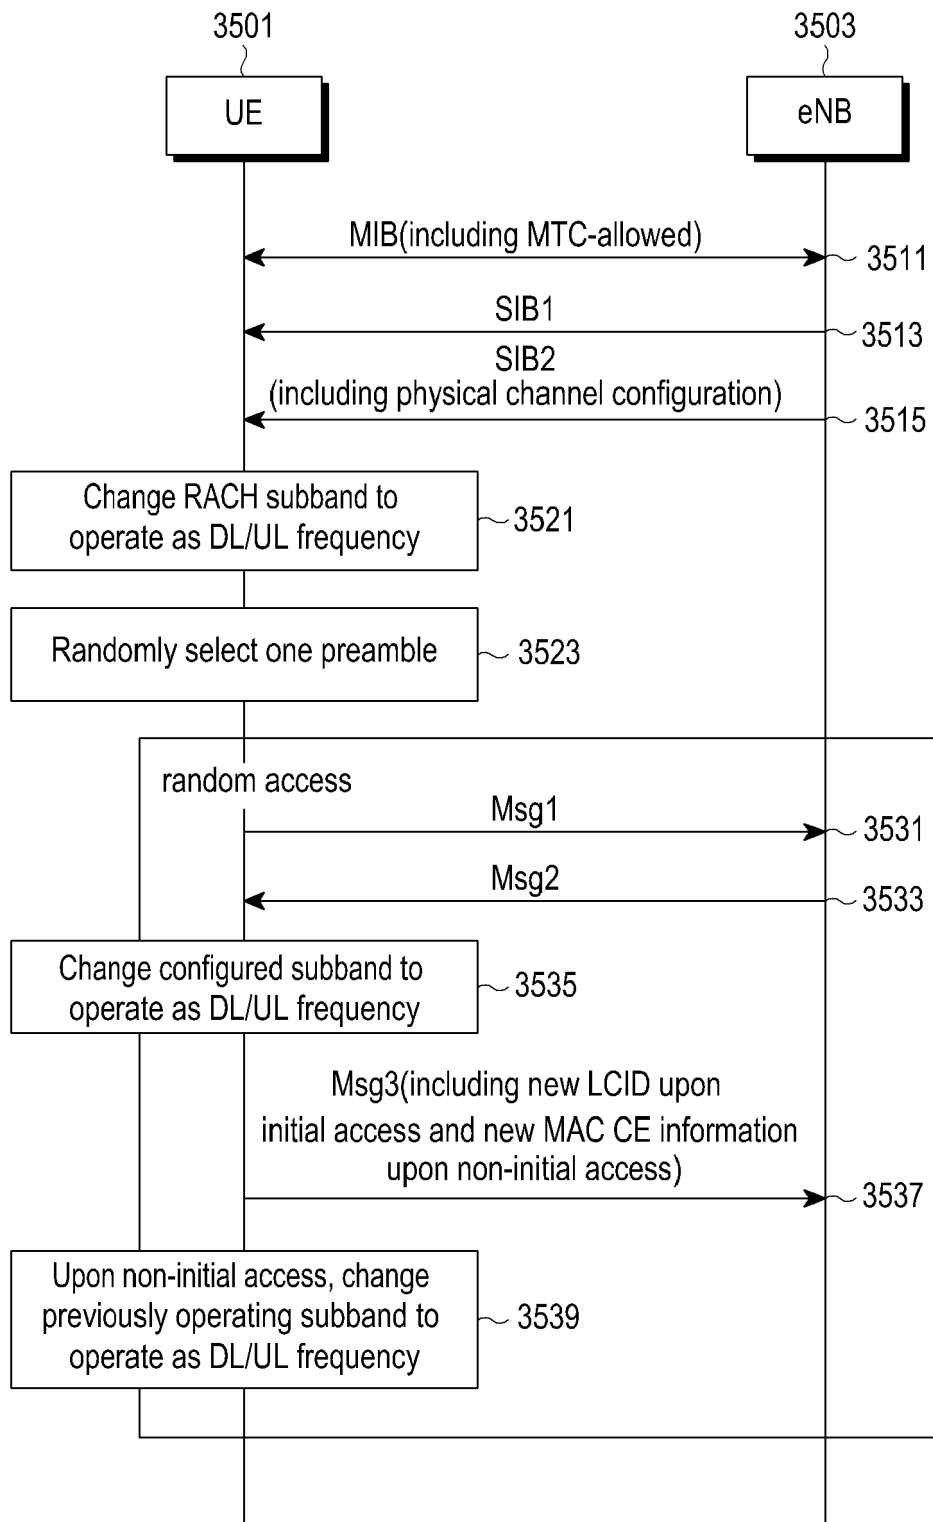 3501
3503
UE
eNB
MIB(including MTC-allowed)
3511
SIB1
3513
SIB2
(including physical channel configuration)
3515
Change RACH subband to
operate as DL/UL frequency
3521
Randomly select one preamble
3523
random access
Msg1
3531
Msg2
3533
Change configured subband to
operate as DL/UL frequency
3535
Msg3(including new LCID upon
initial access and new MAC CE information
upon non-initial access)
3537
Upon non-initial access, change
previously operating subband to
operate as DL/UL frequency
3539